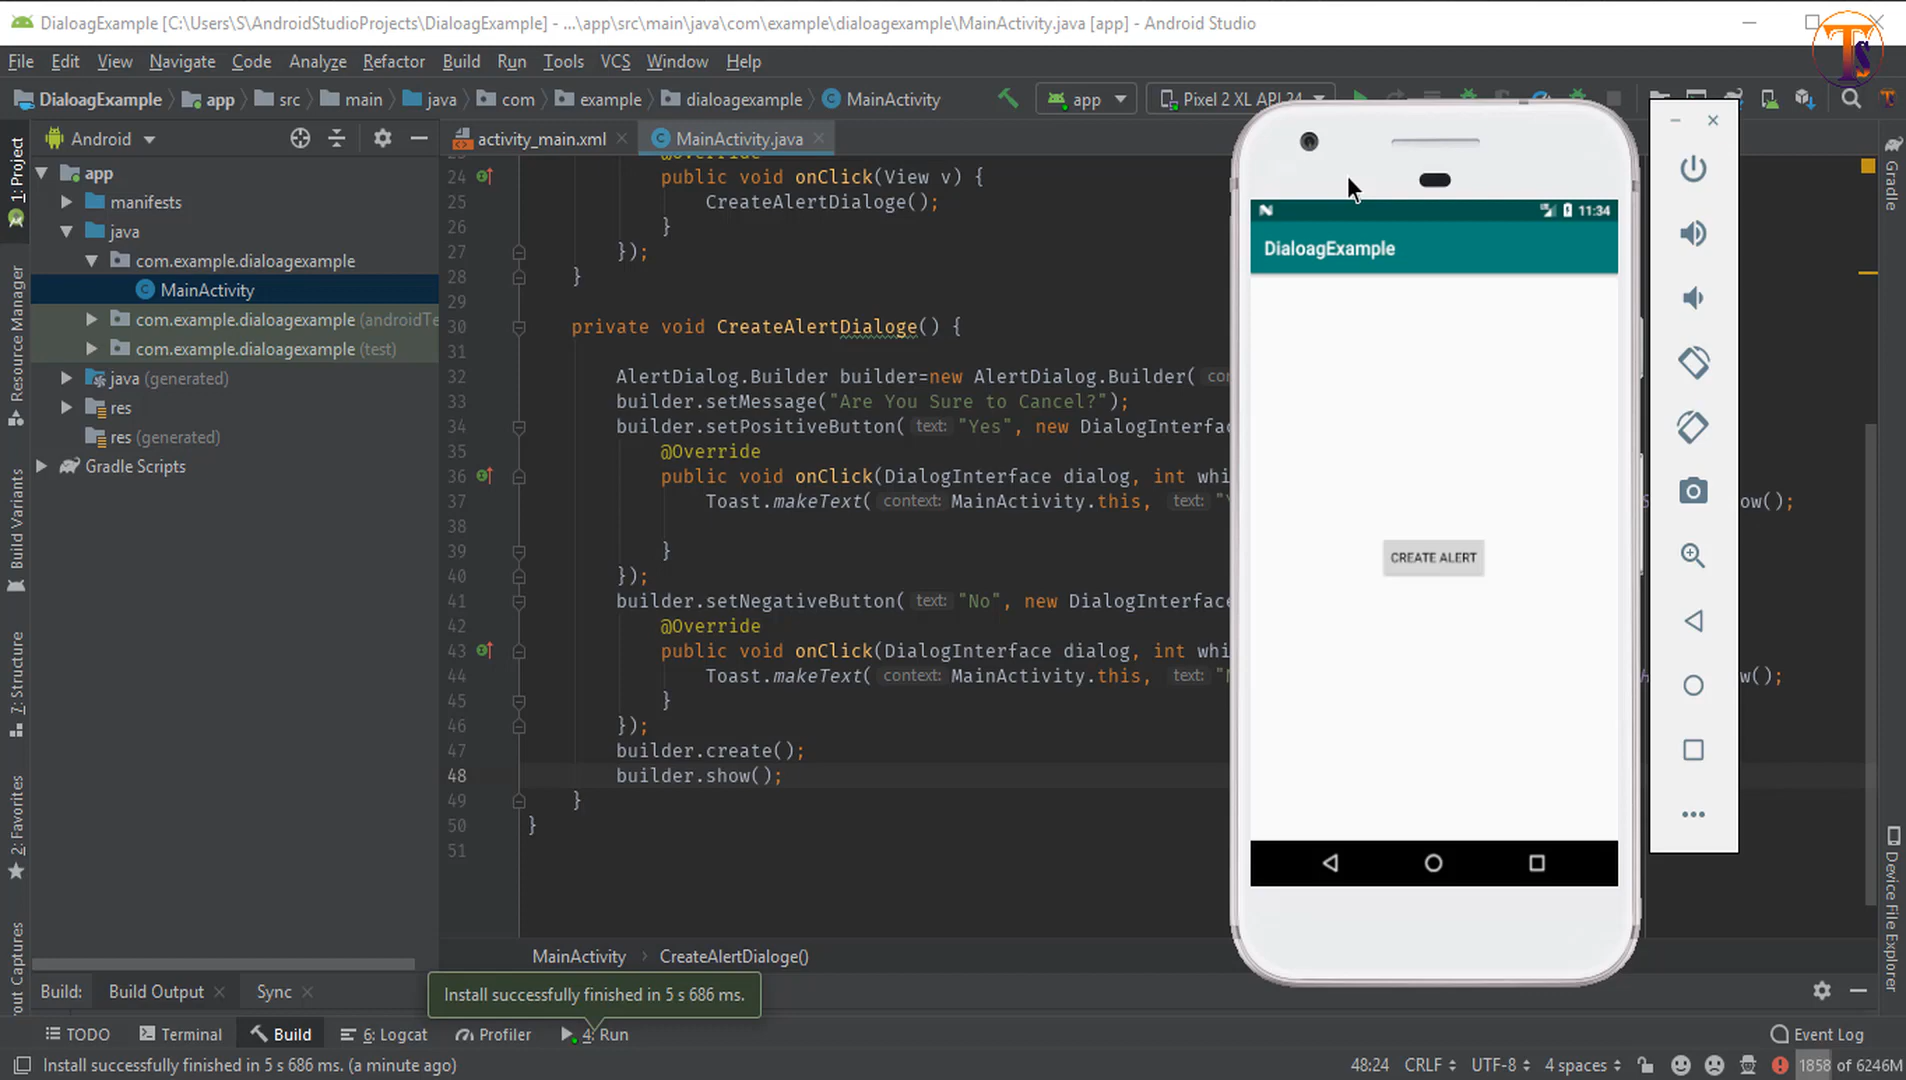 DialoagExample [C:\Users\S\AndroidStudioProjects\DialoagExample] - ...\app\src\main\java\com\example\dialoagexample\MainActivity.java [app] - Android Studio
Ts
File Edit View Navigate Code Analyze Refactor Build Run Tools VCS Window Help
DialoagExample app src main java com example dialoagexample MainActivity app Pixel 2 XL API 24
Android activity_main.xml MainActivity.java
1: Project
Resource Manager
Build Variants
7: Structure
2: Favorites
out Captures
app
manifests
java
com.example.dialoagexample
MainActivity
com.example.dialoagexample (androidTe
com.example.dialoagexample (test)
java (generated)
res
res (generated)
Gradle Scripts
@Override
24 public void onClick(View v) {
25 CreateAlertDialoge();
26 }
27 });
28 }
29
30 private void CreateAlertDialoge() {
31
32 AlertDialog.Builder builder=new AlertDialog.Builder( co
33 builder.setMessage("Are You Sure to Cancel?");
34 builder.setPositiveButton( text: "Yes", new DialogInterfac
35 @Override
36 public void onClick(DialogInterface dialog, int whi
37 Toast.makeText( context: MainActivity.this, text: "Y ow();
38
39 }
40 });
41 builder.setNegativeButton( text: "No", new DialogInterface
42 @Override
43 public void onClick(DialogInterface dialog, int whi
44 Toast.makeText( context: MainActivity.this, text: "N w();
45 }
46 });
47 builder.create();
48 builder.show();
49 }
50 }
51
11:34
DialoagExample
CREATE ALERT
Gradle
Device File Explorer
MainActivity › CreateAlertDialoge()
Build: Build Output Sync
Install successfully finished in 5 s 686 ms.
TODO Terminal Build 6: Logcat Profiler 4: Run Event Log
Install successfully finished in 5 s 686 ms. (a minute ago) 48:24 CRLF UTF-8 4 spaces 1858 of 6246M